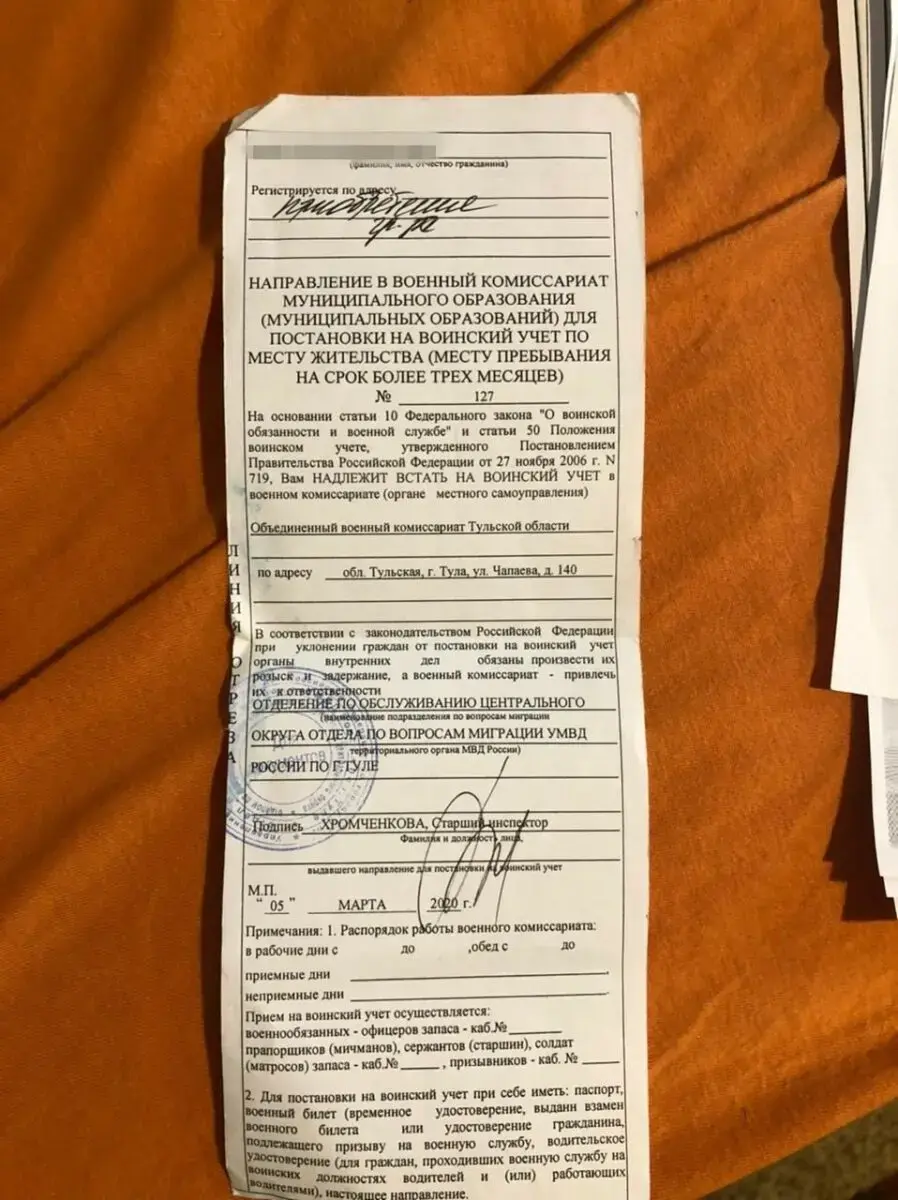 (фамилия, имя, отчество гражданина)
Регистрируется по адресу
приобретение
гр-ва
НАПРАВЛЕНИЕ В ВОЕННЫЙ КОМИССАРИАТ
МУНИЦИПАЛЬНОГО ОБРАЗОВАНИЯ
(МУНИЦИПАЛЬНЫХ ОБРАЗОВАНИЙ) ДЛЯ
ПОСТАНОВКИ НА ВОИНСКИЙ УЧЕТ ПО
МЕСТУ ЖИТЕЛЬСТВА (МЕСТУ ПРЕБЫВАНИЯ
НА СРОК БОЛЕЕ ТРЕХ МЕСЯЦЕВ)
№ 127
На основании статьи 10 Федерального закона "О воинской
обязанности и военной службе" и статьи 50 Положения
воинском учете, утвержденного Постановлением
Правительства Российской Федерации от 27 ноября 2006 г. N
719, Вам НАДЛЕЖИТ ВСТАТЬ НА ВОИНСКИЙ УЧЕТ в
военном комиссариате (органе местного самоуправления)
Объединенный военный комиссариат Тульской области
по адресу обл. Тульская, г. Тула, ул. Чапаева, д. 140
ЛИНИЯ ОТРЕЗА
В соответствии с законодательством Российской Федерации
при уклонении граждан от постановки на воинский учет
органы внутренних дел обязаны произвести их
розыск и задержание, а военный комиссариат - привлечь
их к ответственности
ОТДЕЛЕНИЕ ПО ОБСЛУЖИВАНИЮ ЦЕНТРАЛЬНОГО
(наименование подразделения по вопросам миграции
ОКРУГА ОТДЕЛА ПО ВОПРОСАМ МИГРАЦИИ УМВД
территориального органа МВД России)
РОССИИ ПО Г.ТУЛЕ
Подпись ХРОМЧЕНКОВА, Старший инспектор
Фамилия и должность лица,
выдавшего направление для постановки на воинский учет
М.П.
" 05 " МАРТА 2020 г.
Примечания: 1. Распорядок работы военного комиссариата:
в рабочие дни с до ,обед с до
приемные дни
неприемные дни
Прием на воинский учет осуществляется:
военнообязанных - офицеров запаса - каб.№
прапорщиков (мичманов), сержантов (старшин), солдат
(матросов) запаса - каб.№ , призывников - каб. №
2. Для постановки на воинский учет при себе иметь: паспорт,
военный билет (временное удостоверение, выданн взамен
военного билета или удостоверение гражданина,
подлежащего призыву на военную службу, водительское
удостоверение (для граждан, проходивших военную службу на
воинских должностях водителей и (или) работающих
водителями), настоящее направление.